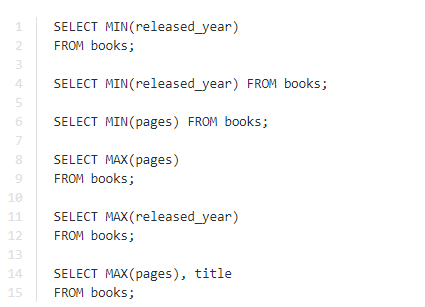 1 SELECT MIN(released_year)
2 FROM books;
3
4 SELECT MIN(released_year) FROM books;
5
6 SELECT MIN(pages) FROM books;
7
8 SELECT MAX(pages)
9 FROM books;
10
11 SELECT MAX(released_year)
12 FROM books;
13
14 SELECT MAX(pages), title
15 FROM books;